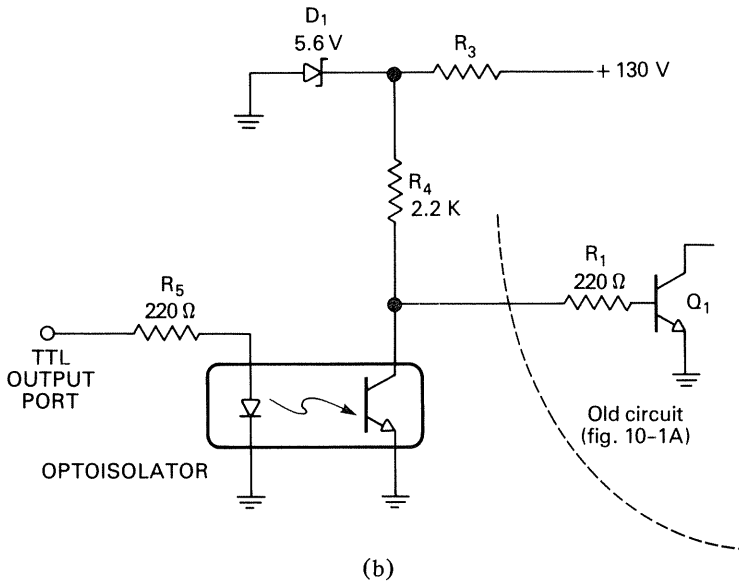 D1
5.6 V
R3
+ 130 V
R4
2.2 K
R1
220 Ω
Q1
R5
220 Ω
TTL
OUTPUT
PORT
Old circuit
(fig. 10-1A)
OPTOISOLATOR
(b)